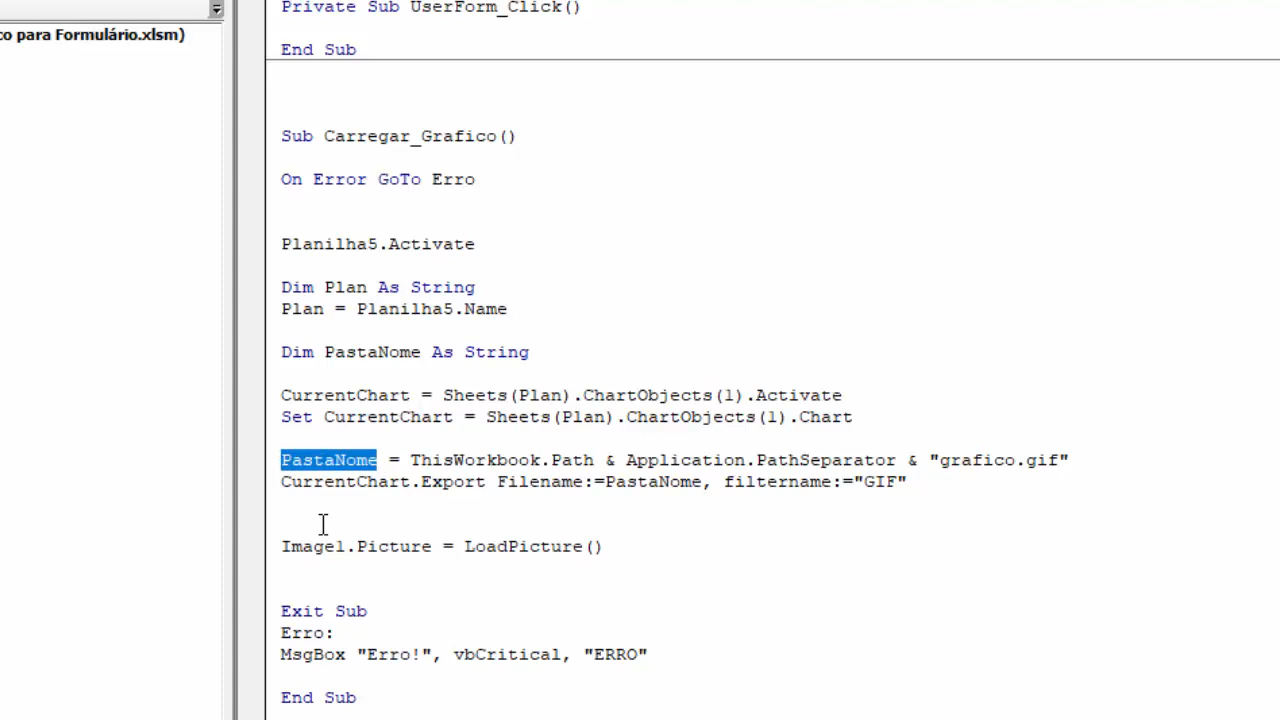 Private Sub UserForm_Click()
co para Formulário.xlsm)
End Sub
Sub Carregar_Grafico()
On Error GoTo Erro
Planilha5.Activate
Dim Plan As String
Plan = Planilha5.Name
Dim PastaNome As String
CurrentChart = Sheets(Plan).ChartObjects(1).Activate
Set CurrentChart = Sheets(Plan).ChartObjects(1).Chart
PastaNome = ThisWorkbook.Path & Application.PathSeparator & "grafico.gif"
CurrentChart.Export Filename:=PastaNome, filtername:="GIF"
Image1.Picture = LoadPicture()
Exit Sub
Erro:
MsgBox "Erro!", vbCritical, "ERRO"
End Sub